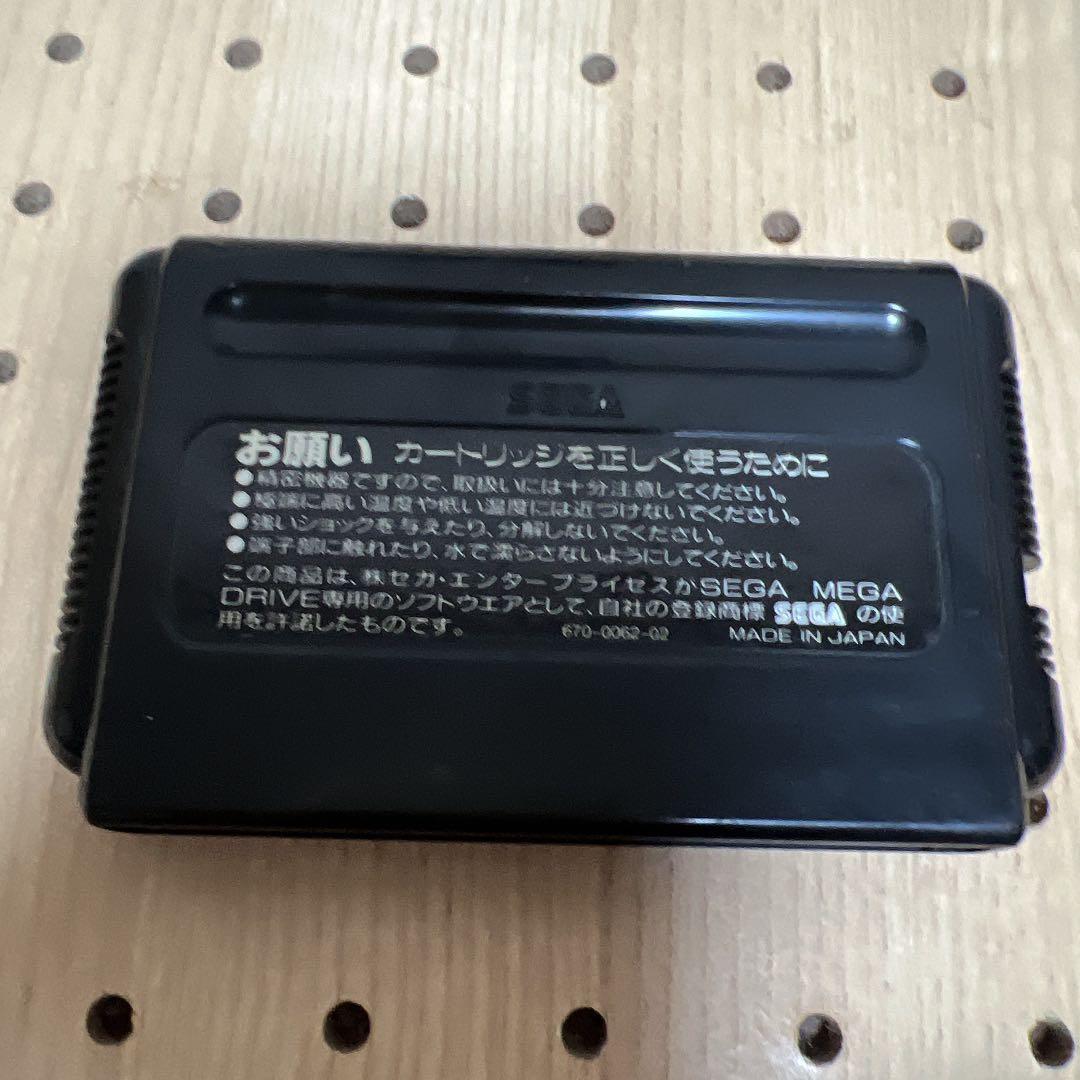 SEGA
お願い カートリッジを正しく使うために
●精密機器ですので、取扱いには十分注意してください。
●極端に高い温度や低い温度には近づけないでください。
●強いショックを与えたり、分解しないでください。
●端子部に触れたり、水で濡らさないようにしてください。
この商品は、株セガ・エンタープライゼスがSEGA MEGA
DRIVE専用のソフトウエアとして、自社の登録商標 SEGA の使
用を許諾したものです。 670-0062-02 MADE IN JAPAN